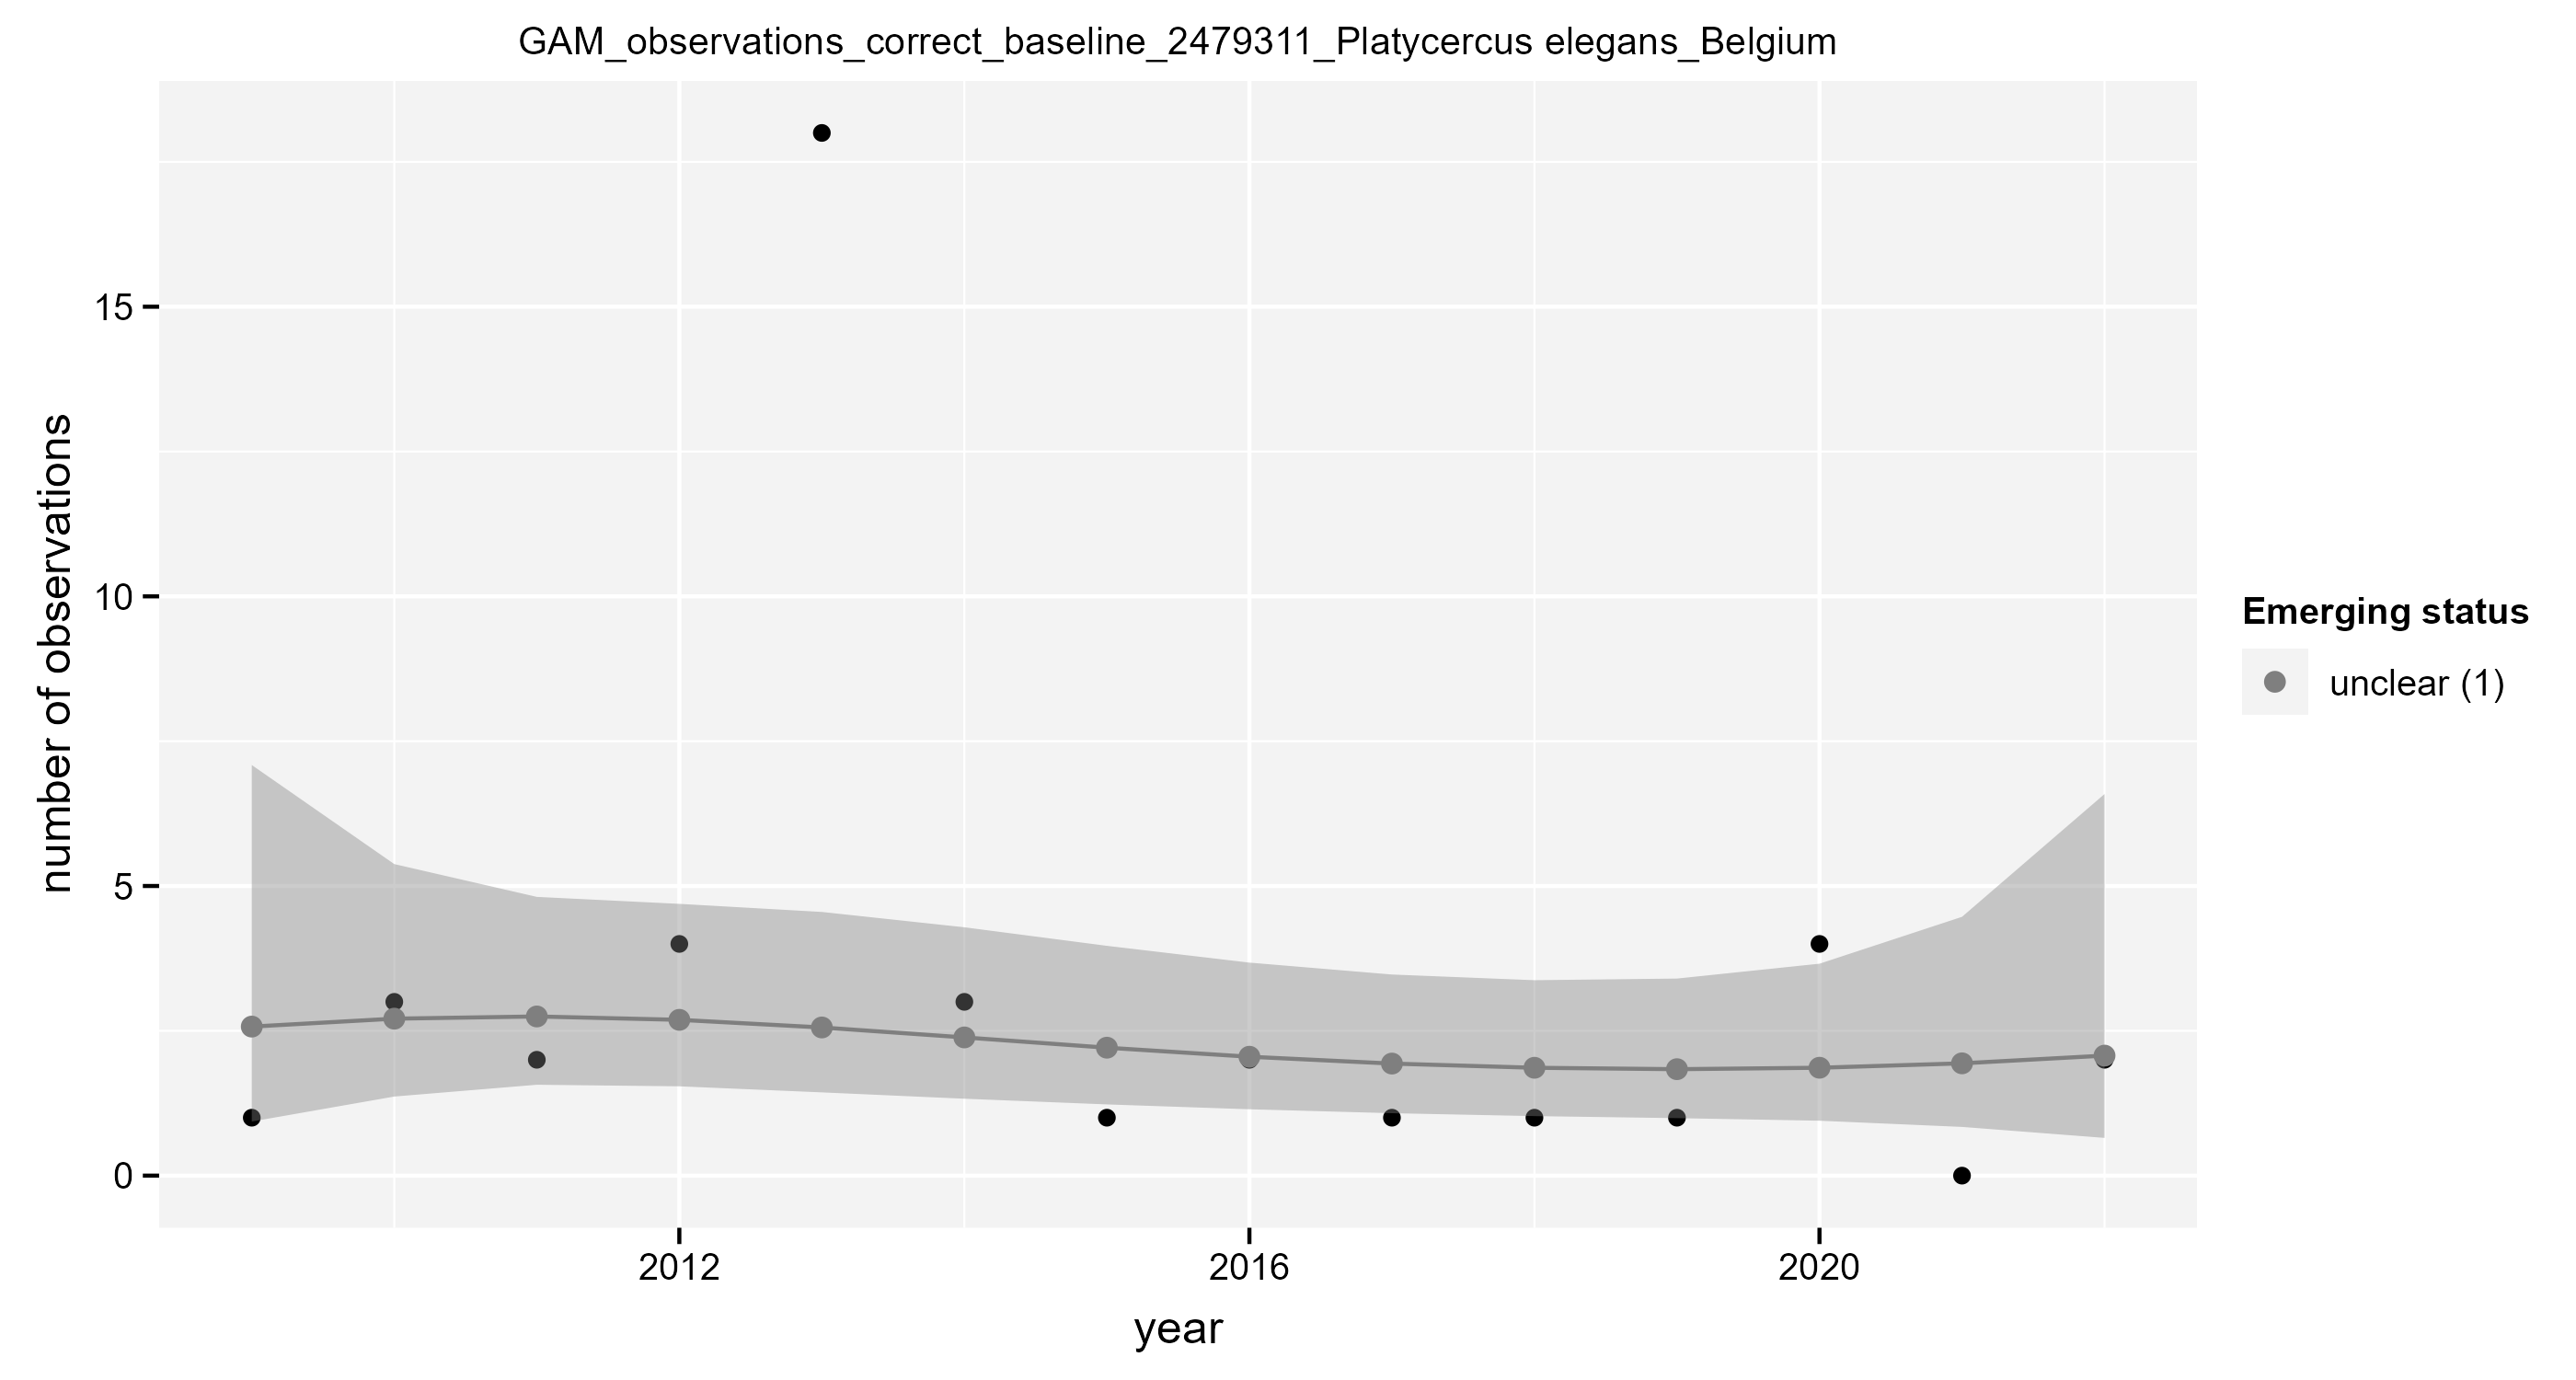 GAM_observations_correct_baseline_2479311_Platycercus elegans_Belgium
number of observations
15
10
5
0
2012 2016 2020
year
Emerging status
unclear (1)